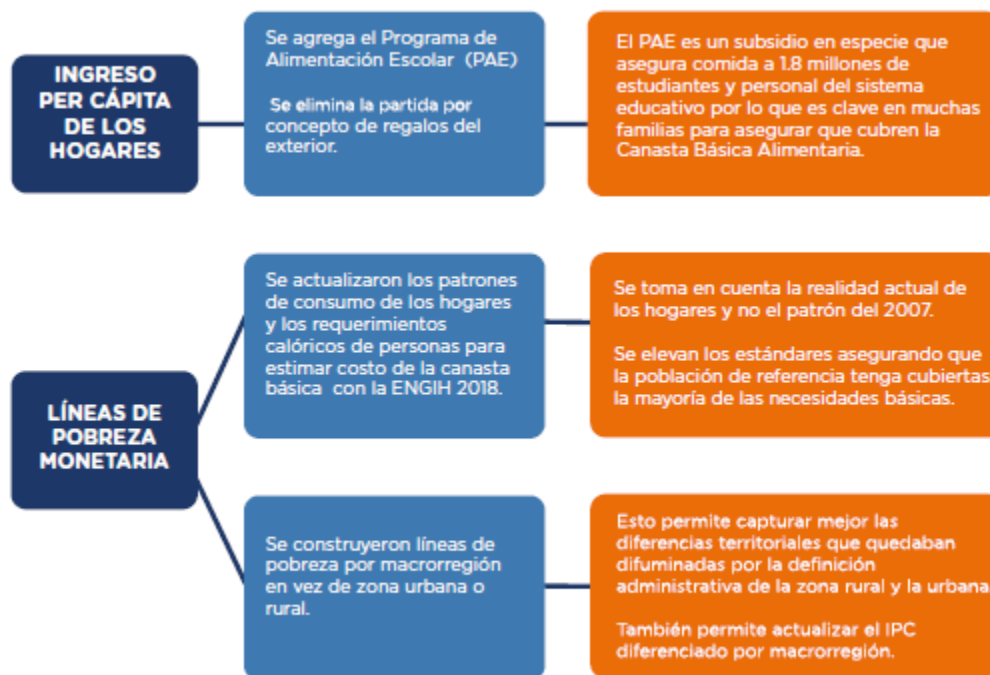 INGRESO
PER CÁPITA
DE LOS
HOGARES
Se agrega el Programa de
Alimentación Escolar (PAE)
Se elimina la partida por
concepto de regalos del
exterior.
El PAE es un subsidio en especie que
asegura comida a 1.8 millones de
estudiantes y personal del sistema
educativo por lo que es clave en muchas
familias para asegurar que cubren la
Canasta Básica Alimentaria.
LÍNEAS DE
POBREZA
MONETARIA
Se actualizaron los patrones
de consumo de los hogares
y los requerimientos
calóricos de personas para
estimar costo de la canasta
básica con la ENGIH 2018.
Se toma en cuenta la realidad actual de
los hogares y no el patrón del 2007.
Se elevan los estándares asegurando que
la población de referencia tenga cubiertas
la mayoría de las necesidades básicas.
Se construyeron líneas de
pobreza por macrorregión
en vez de zona urbana o
rural.
Esto permite capturar mejor las
diferencias territoriales que quedaban
difuminadas por la definición
administrativa de la zona rural y la urbana
También permite actualizar el IPC
diferenciado por macrorregión.